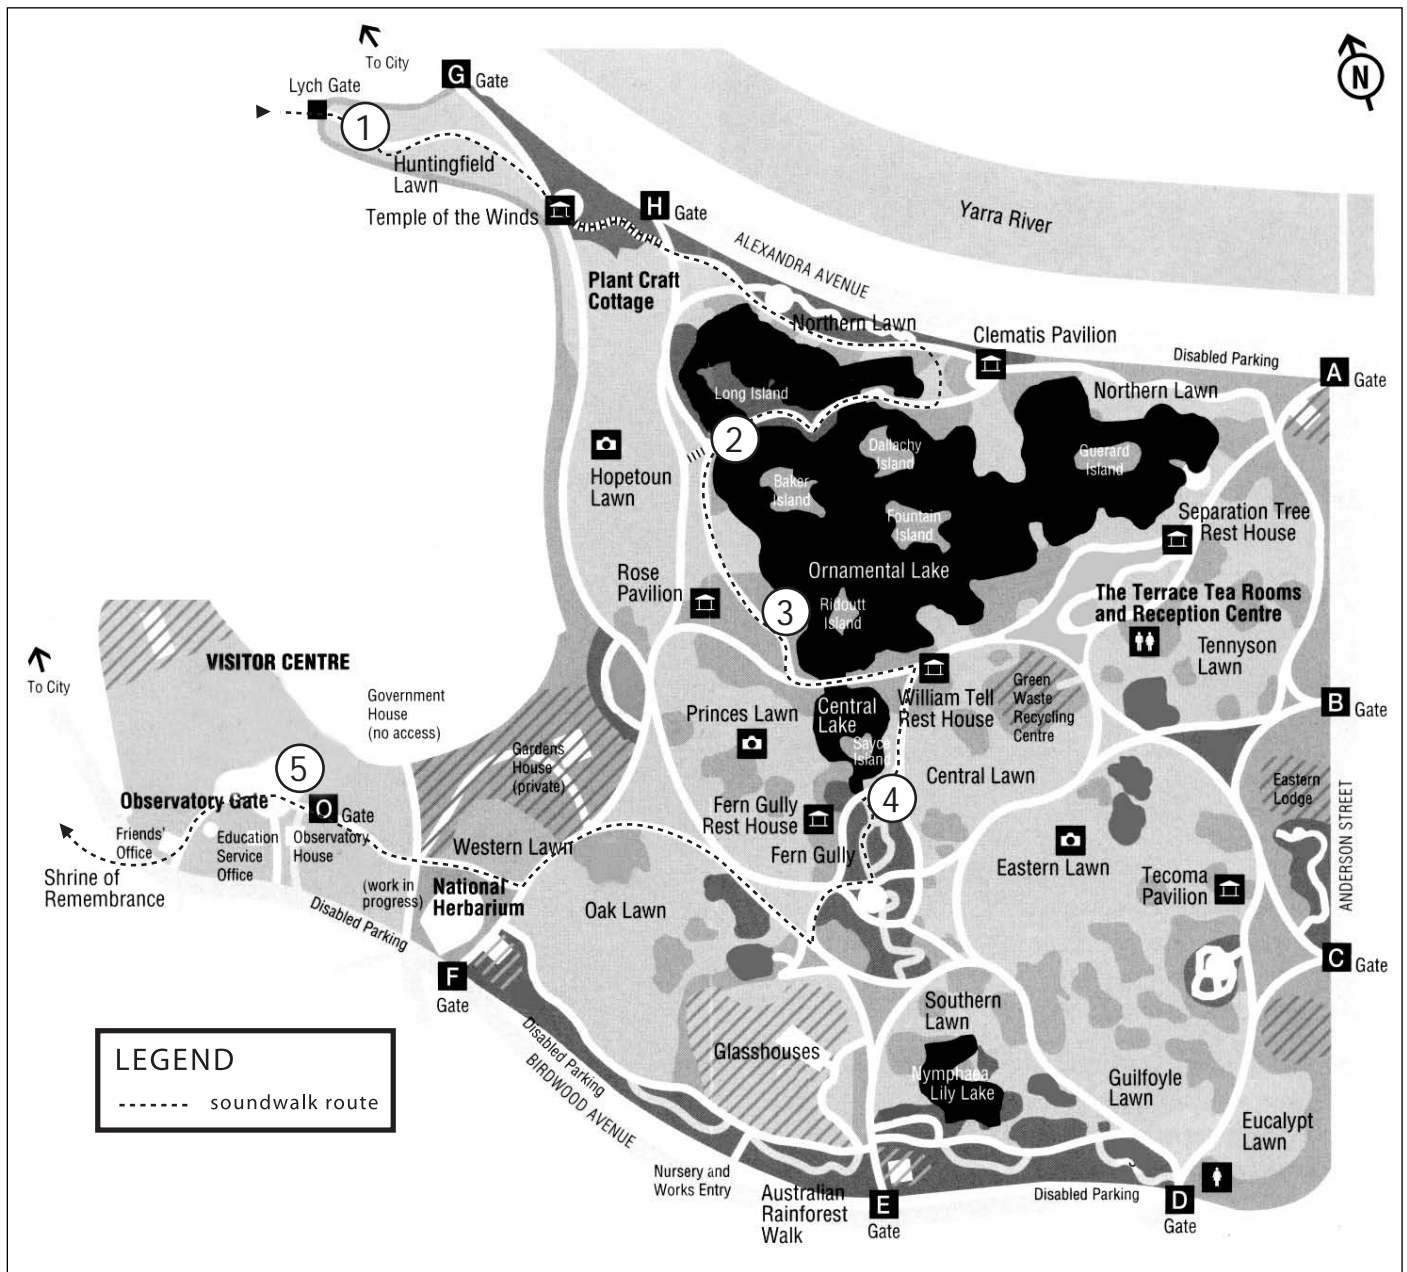 To City
G Gate
Lych Gate
N
1
Huntingfield
Lawn
Temple of the Winds
H Gate
Yarra River
ALEXANDRA AVENUE
Plant Craft
Cottage
Northern Lawn
Clematis Pavilion
Disabled Parking
A Gate
Northern Lawn
Long Island
2
Dallachy
Island
Guerard
Island
Hopetoun
Lawn
Baker
Island
Fountain
Island
Separation Tree
Rest House
Ornamental Lake
Rose
Pavilion
3
Ridoutt
Island
The Terrace Tea Rooms
and Reception Centre
Tennyson
Lawn
VISITOR CENTRE
To City
Government
House
(no access)
Green
Waste
Recycling
Centre
William Tell
Rest House
Central
Lake
Princes Lawn
B Gate
Gardens
House
(private)
Sayce
Island
5
Central Lawn
Eastern
Lodge
Observatory Gate
O Gate
4
Fern Gully
Rest House
Friends'
Office
Education
Service
Office
Observatory
House
Western Lawn
Fern Gully
Eastern Lawn
ANDERSON STREET
Shrine of
Remembrance
(work in
progress)
National
Herbarium
Tecoma
Pavilion
Oak Lawn
Disabled Parking
C Gate
F
Gate
Southern
Lawn
LEGEND
soundwalk route
Disabled Parking
BIRDWOOD AVENUE
Glasshouses
Nymphaea
Lily Lake
Guilfoyle
Lawn
Eucalypt
Lawn
Nursery and
Works Entry
Australian
Rainforest
Walk
E
Gate
Disabled Parking
D
Gate